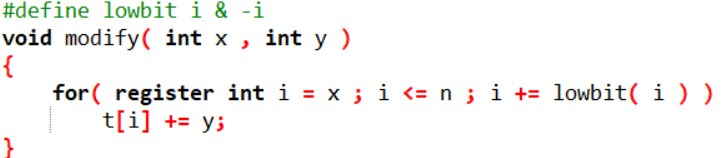 #define lowbit i & -i
void modify( int x , int y )
{
    for( register int i = x ; i <= n ; i += lowbit( i ) )
        t[i] += y;
}